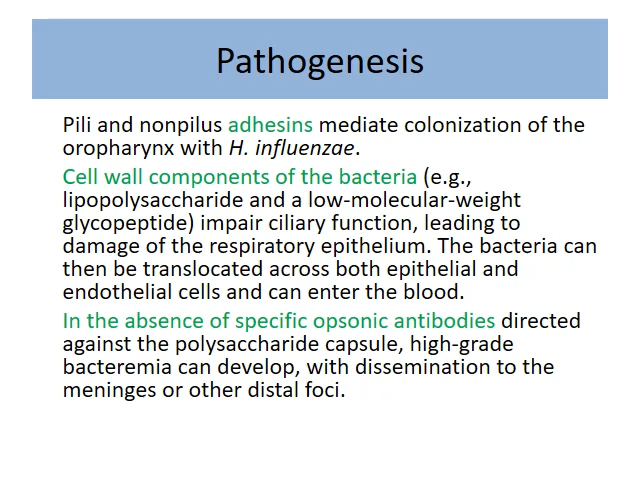 Pathogenesis
Pili and nonpilus adhesins mediate colonization of the
oropharynx with H. influenzae.
Cell wall components of the bacteria (e.g.,
lipopolysaccharide and a low-molecular-weight
glycopeptide) impair ciliary function, leading to
damage of the respiratory epithelium. The bacteria can
then be translocated across both epithelial and
endothelial cells and can enter the blood.
In the absence of specific opsonic antibodies directed
against the polysaccharide capsule, high-grade
bacteremia can develop, with dissemination to the
meninges or other distal foci.